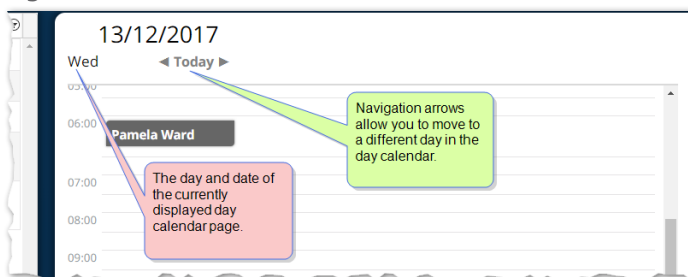 13/12/2017
Wed
◄ Today ►
05:00
06:00
Pamela Ward
Navigation arrows
allow you to move to
a different day in the
day calendar.
07:00
The day and date of
the currently
displayed day
calendar page.
08:00
09:00